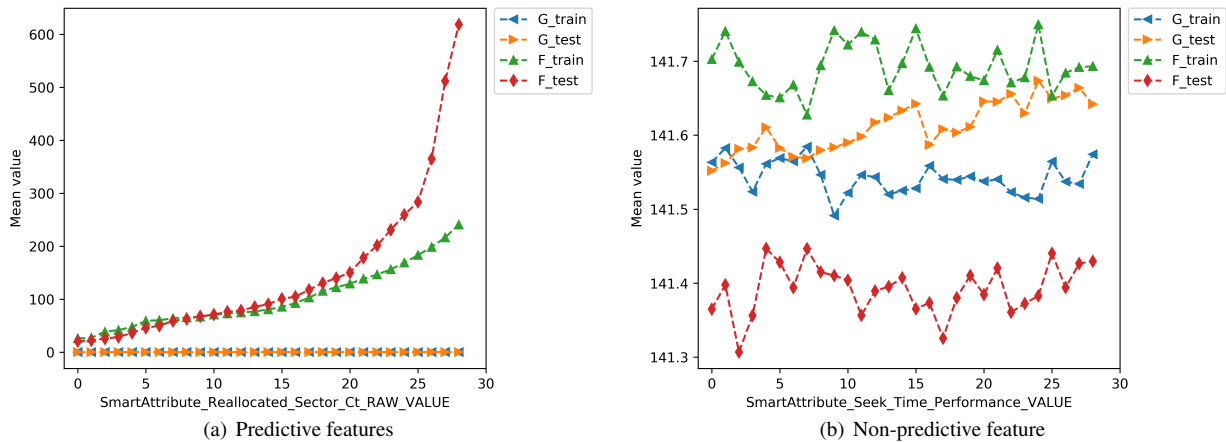 G_train
G_test
F_train
F_test
600
500
400
300
200
100
0
Mean value
0 5 10 15 20 25 30
SmartAttribute_Reallocated_Sector_Ct_RAW_VALUE
(a) Predictive features
G_train
G_test
F_train
F_test
141.7
141.6
141.5
141.4
141.3
Mean value
0 5 10 15 20 25 30
SmartAttribute_Seek_Time_Performance_VALUE
(b) Non-predictive feature